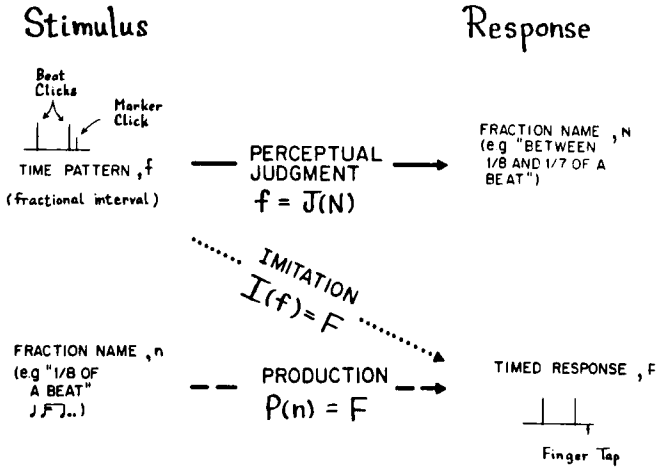 Stimulus
Response
Beat
Clicks
Marker
Click
TIME PATTERN , f
(fractional interval)
PERCEPTUAL
JUDGMENT
f = J(N)
FRACTION NAME , N
(e.g "BETWEEN
1/8 AND 1/7 OF A
BEAT")
IMITATION
I(f) = F
FRACTION NAME , n
(e.g "1/8 OF
A BEAT"
♩ ♫ ..)
PRODUCTION
P(n) = F
TIMED RESPONSE , F
f
Finger Tap